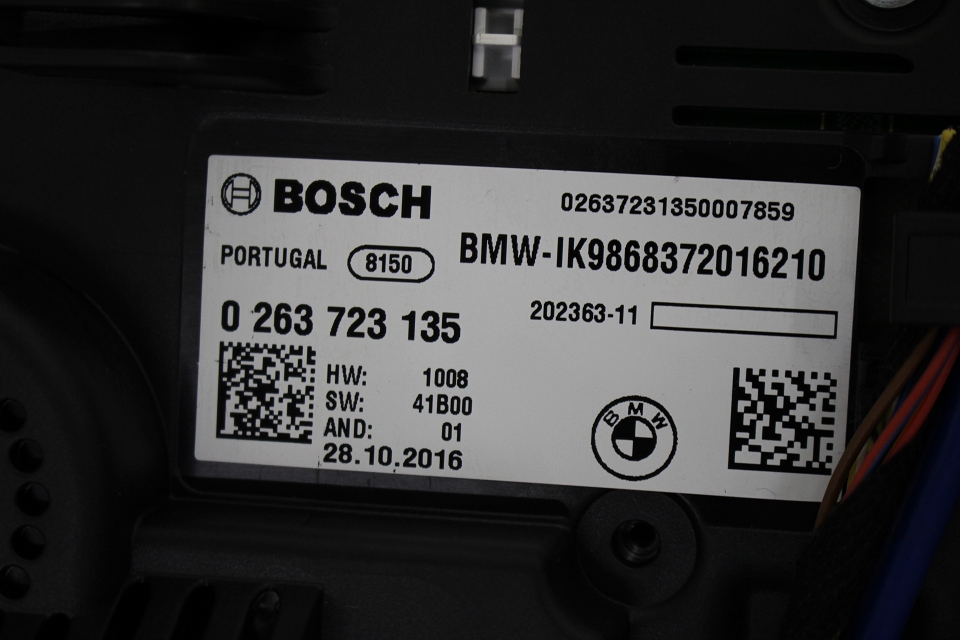 BOSCH
02637231350007859
PORTUGAL 8150
BMW-IK9868372016210
0 263 723 135
202363-11
HW: 1008
SW: 41B00
AND: 01
28.10.2016
BMW